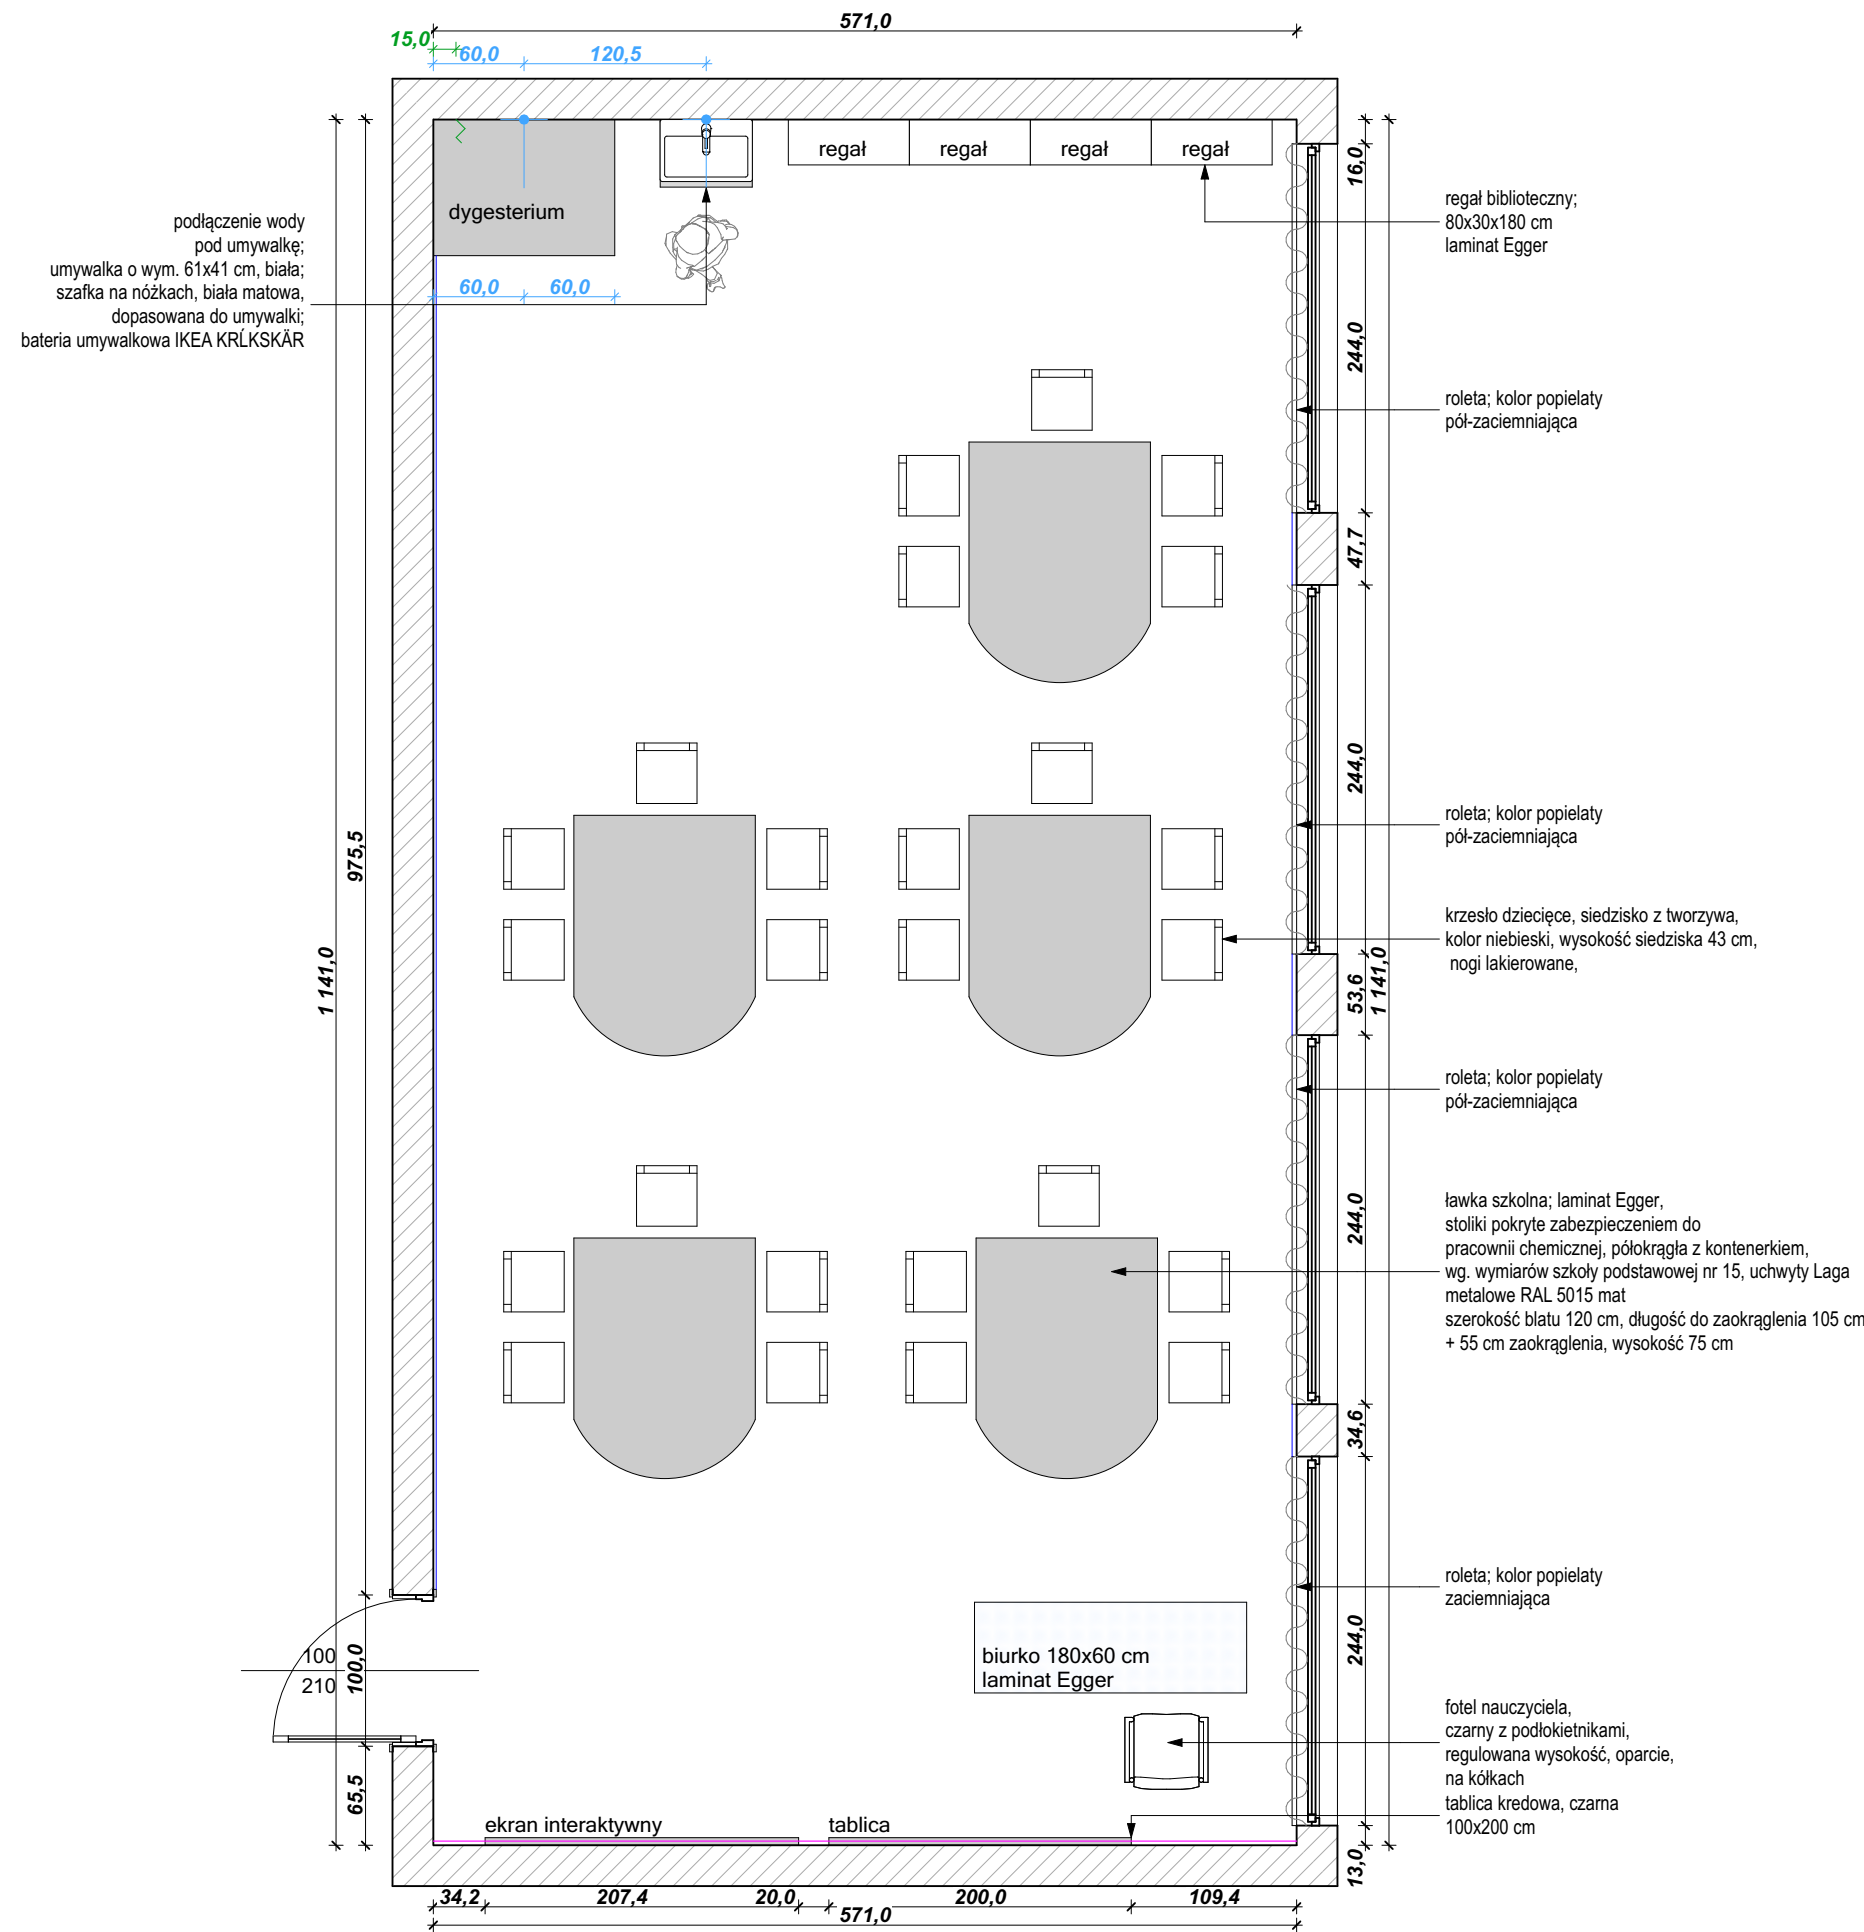 571,0
15,0
60,0
120,5
regał
regał
regał
regał
dygesterium
60,0
60,0
podłączenie wody
pod umywalkę;
umywalka o wym. 61x41 cm, biała;
szafka na nóżkach, biała matowa,
dopasowana do umywalki;
bateria umywalkowa IKEA KRĹKSKÄR
16,0
244,0
47,7
244,0
53,6
1 141,0
244,0
34,6
244,0
13,0
regał biblioteczny;
80x30x180 cm
laminat Egger
roleta; kolor popielaty
pół-zaciemniająca
roleta; kolor popielaty
pół-zaciemniająca
krzesło dziecięce, siedzisko z tworzywa,
kolor niebieski, wysokość siedziska 43 cm,
nogi lakierowane,
roleta; kolor popielaty
pół-zaciemniająca
ławka szkolna; laminat Egger,
stoliki pokryte zabezpieczeniem do
pracownii chemicznej, półokrągła z kontenerkiem,
wg. wymiarów szkoły podstawowej nr 15, uchwyty Laga
metalowe RAL 5015 mat
szerokość blatu 120 cm, długość do zaokrąglenia 105 cm
+ 55 cm zaokrąglenia, wysokość 75 cm
roleta; kolor popielaty
zaciemniająca
fotel nauczyciela,
czarny z podłokietnikami,
regulowana wysokość, oparcie,
na kółkach
tablica kredowa, czarna
100x200 cm
975,5
1 141,0
100
210
100,0
65,5
biurko 180x60 cm
laminat Egger
ekran interaktywny
tablica
34,2
207,4
20,0
200,0
109,4
571,0